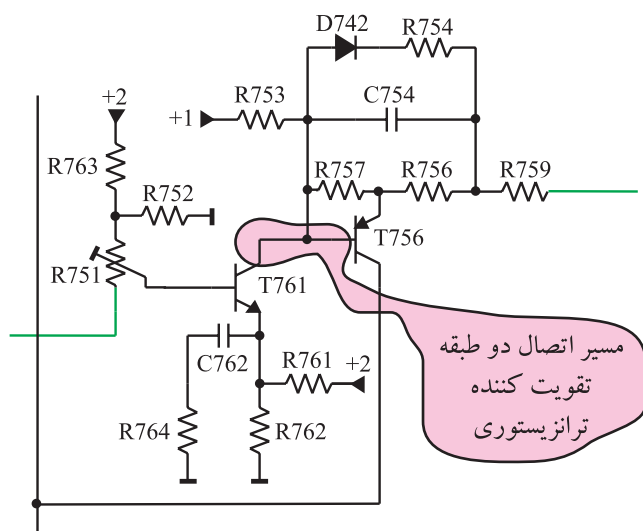 D742
R754
+2
R753
C754
+1
R763
R752
R757
R756
R759
T756
R751
T761
مسیر اتصال دو طبقه
تقویت کننده
ترانزیستوری
C762
R761
+2
R764
R762